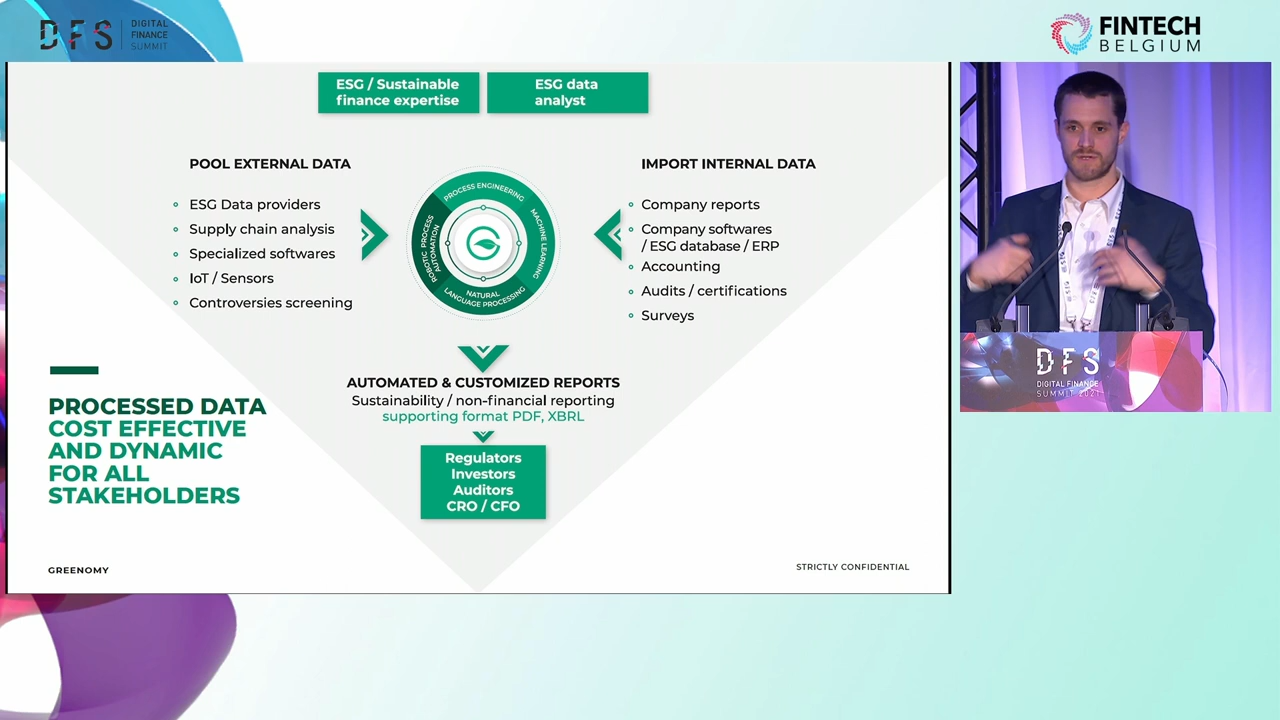 DFS
DIGITAL
FINANCE
SUMMIT
FINTECH
BELGIUM
ESG / Sustainable
finance expertise
ESG data
analyst
POOL EXTERNAL DATA
ESG Data providers
Supply chain analysis
Specialized softwares
IoT / Sensors
Controversies screening
PROCESS ENGINEERING
MACHINE LEARNING
NATURAL
LANGUAGE PROCESSING
ROBOTIC PROCESS
AUTOMATION
IMPORT INTERNAL DATA
Company reports
Company softwares
/ ESG database / ERP
Accounting
Audits / certifications
Surveys
AUTOMATED & CUSTOMIZED REPORTS
Sustainability / non-financial reporting
supporting format PDF, XBRL
Regulators
Investors
Auditors
CRO / CFO
PROCESSED DATA
COST EFFECTIVE
AND DYNAMIC
FOR ALL
STAKEHOLDERS
GREENOMY
STRICTLY CONFIDENTIAL
DFS
DIGITAL FINANCE
SUMMIT 2021